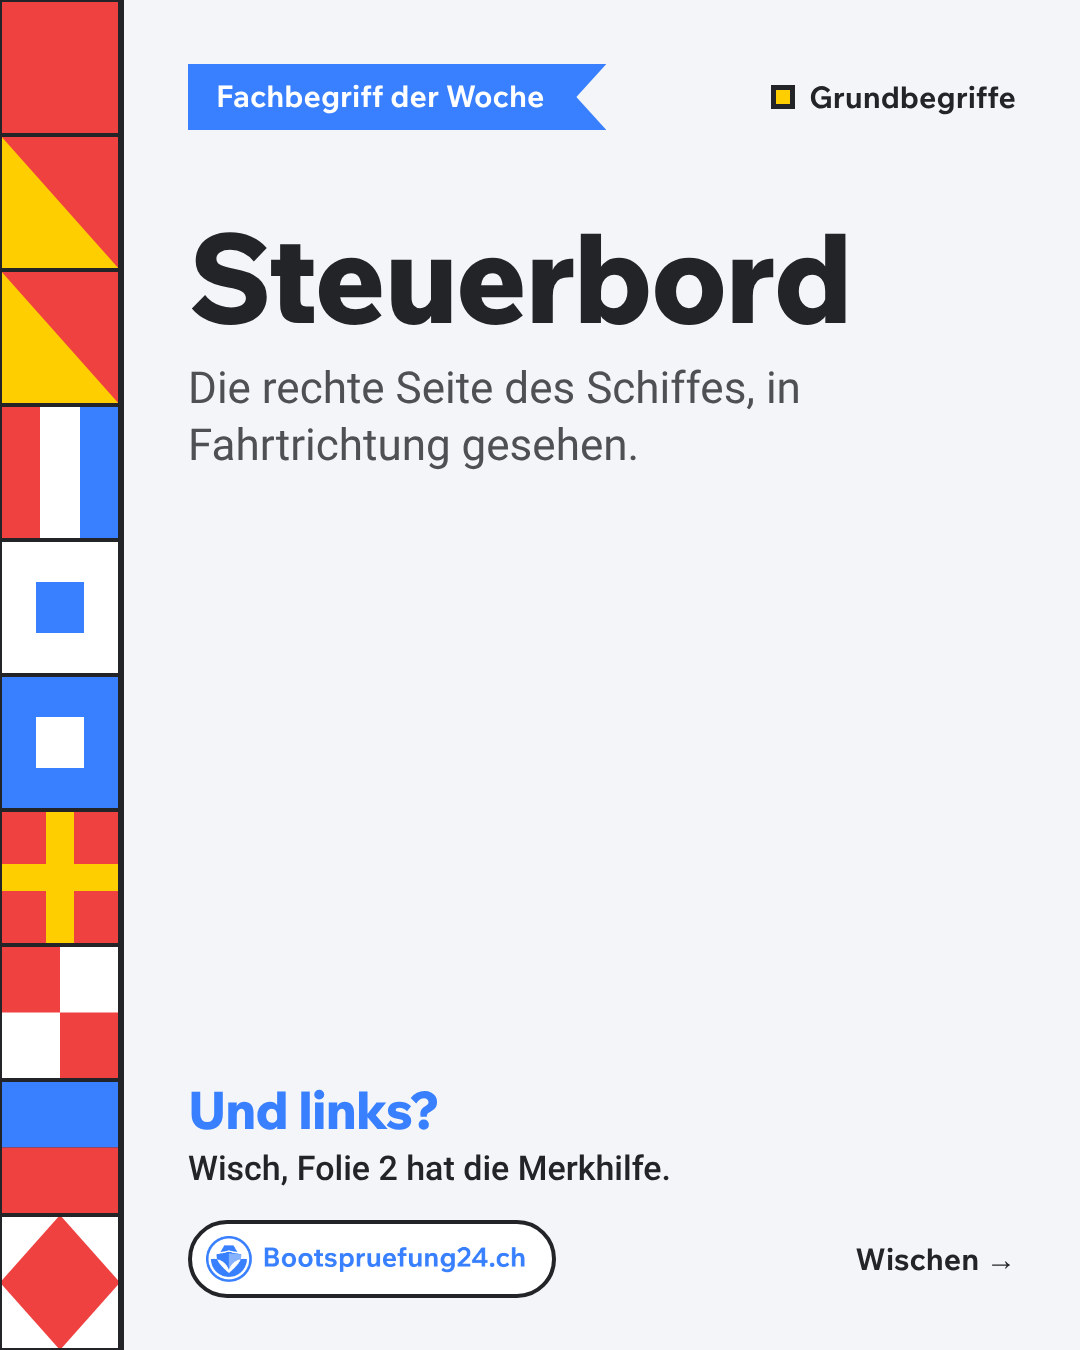 Fachbegriff der Woche
Grundbegriffe
Steuerbord
Die rechte Seite des Schiffes, in
Fahrtrichtung gesehen.
Und links?
Wisch, Folie 2 hat die Merkhilfe.
Bootspruefung24.ch
Wischen →